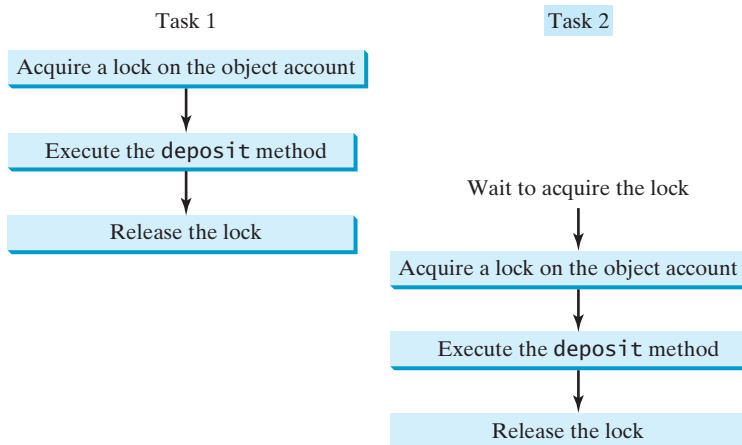 Task 1
Task 2
Acquire a lock on the object account
Execute the deposit method
Release the lock
Wait to acquire the lock
Acquire a lock on the object account
Execute the deposit method
Release the lock